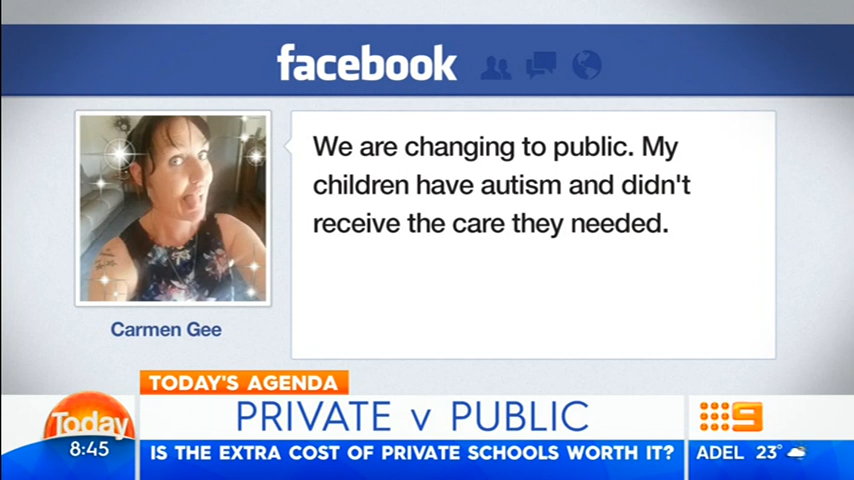 facebook
We are changing to public. My
children have autism and didn't
receive the care they needed.
Carmen Gee
TODAY'S AGENDA
PRIVATE v PUBLIC
IS THE EXTRA COST OF PRIVATE SCHOOLS WORTH IT?
Today
8:45
9
ADEL 23°